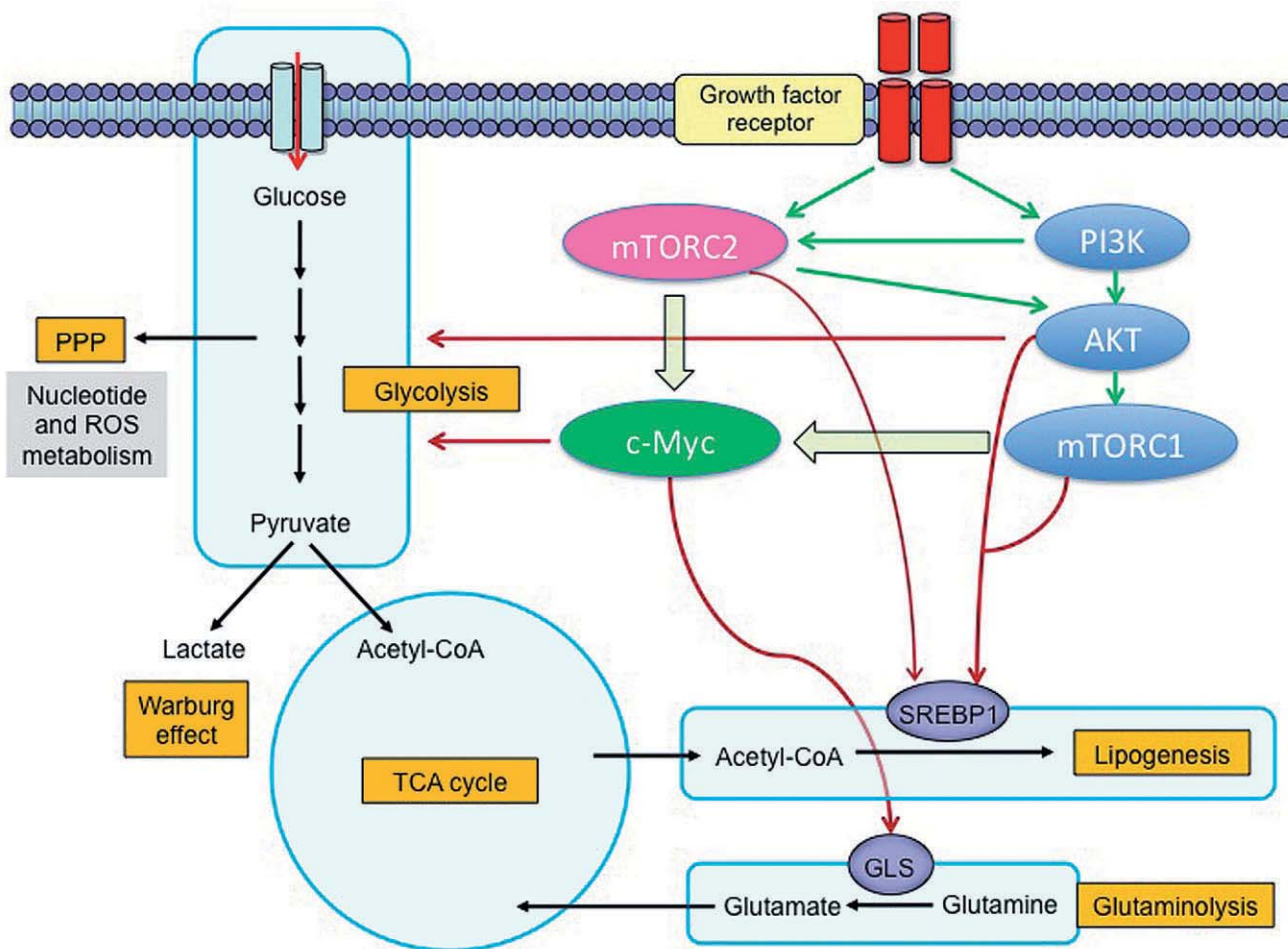 Growth factor
receptor
Glucose
mTORC2
PI3K
PPP
AKT
Nucleotide
and ROS
metabolism
Glycolysis
c-Myc
mTORC1
Pyruvate
Lactate
Acetyl-CoA
Warburg
effect
SREBP1
Acetyl-CoA
Lipogenesis
TCA cycle
GLS
Glutamate
Glutamine
Glutaminolysis